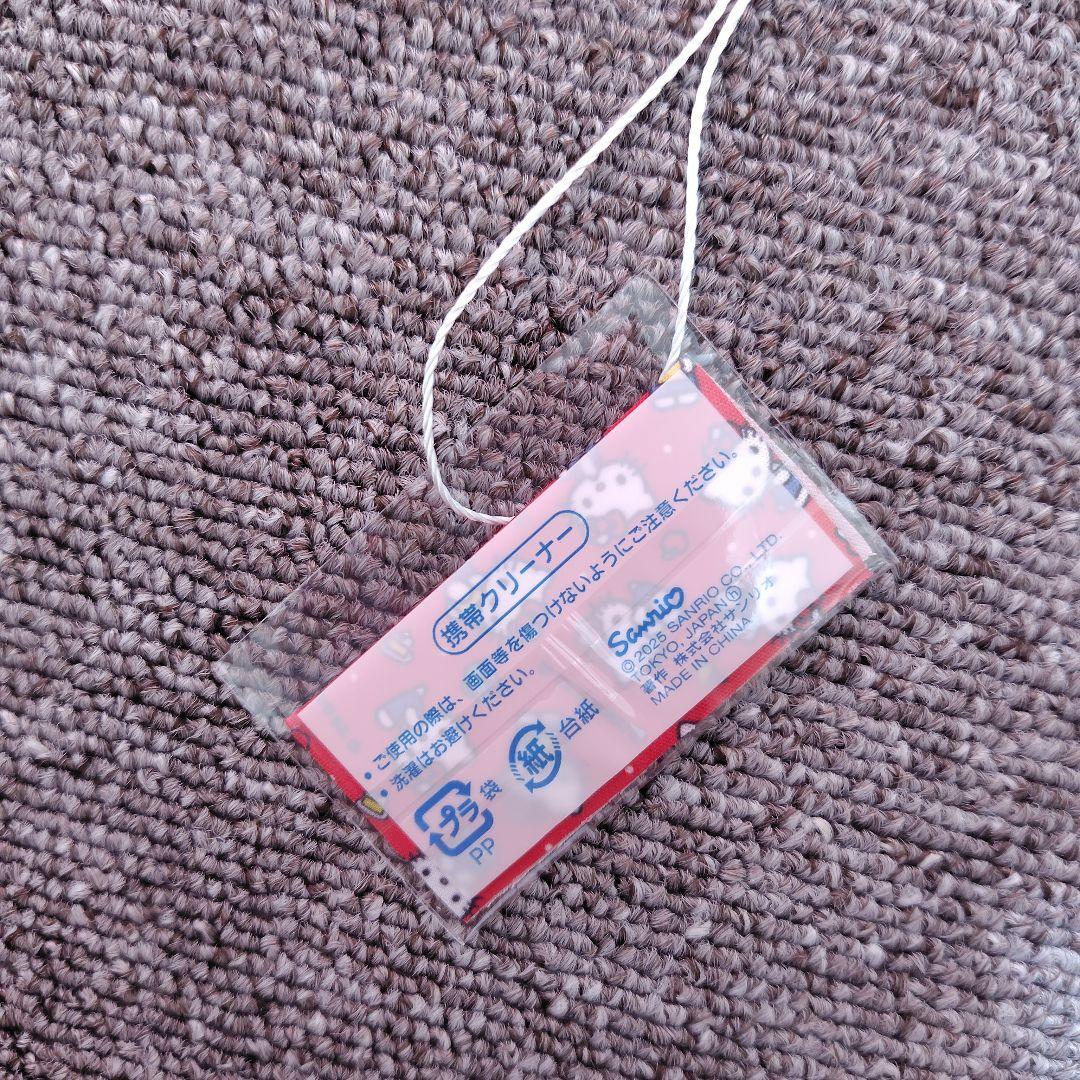 携帯クリーナー
・ご使用の際は、画面等を傷つけないようにご注意ください。
・洗濯はお避けください。
プラ 袋
PP
紙 台紙
Sanrio
© 2025 SANRIO CO., LTD.
TOKYO, JAPAN Ⓛ
著作 株式会社サンリオ
MADE IN CHINA